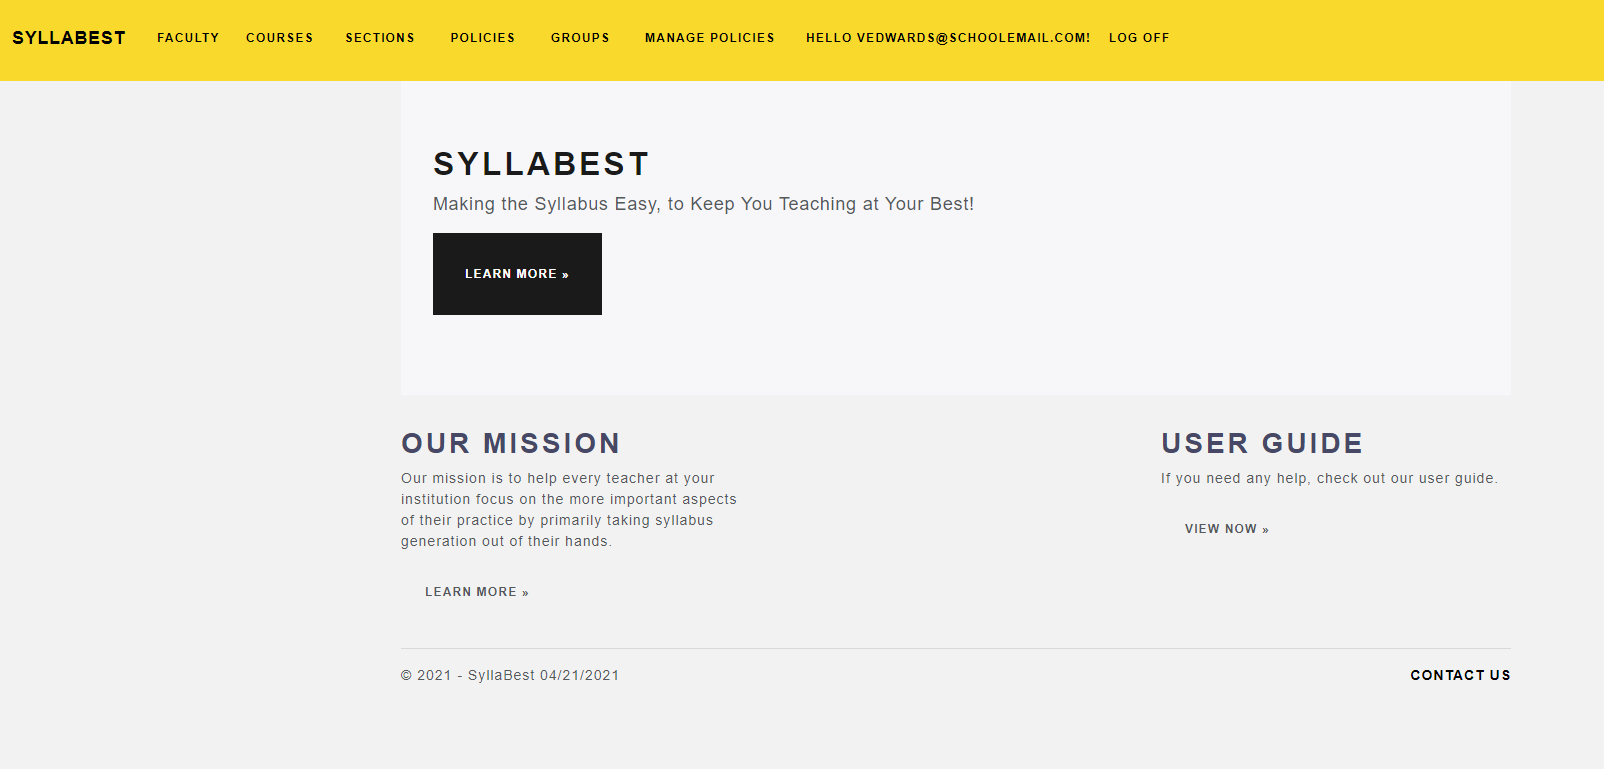 SYLLABEST FACULTY COURSES SECTIONS POLICIES GROUPS MANAGE POLICIES HELLO VEDWARDS@SCHOOLEMAIL.COM! LOG OFF
SYLLABEST
Making the Syllabus Easy, to Keep You Teaching at Your Best!
LEARN MORE »
OUR MISSION
Our mission is to help every teacher at your
institution focus on the more important aspects
of their practice by primarily taking syllabus
generation out of their hands.
LEARN MORE »
USER GUIDE
If you need any help, check out our user guide.
VIEW NOW »
© 2021 - SyllaBest 04/21/2021
CONTACT US